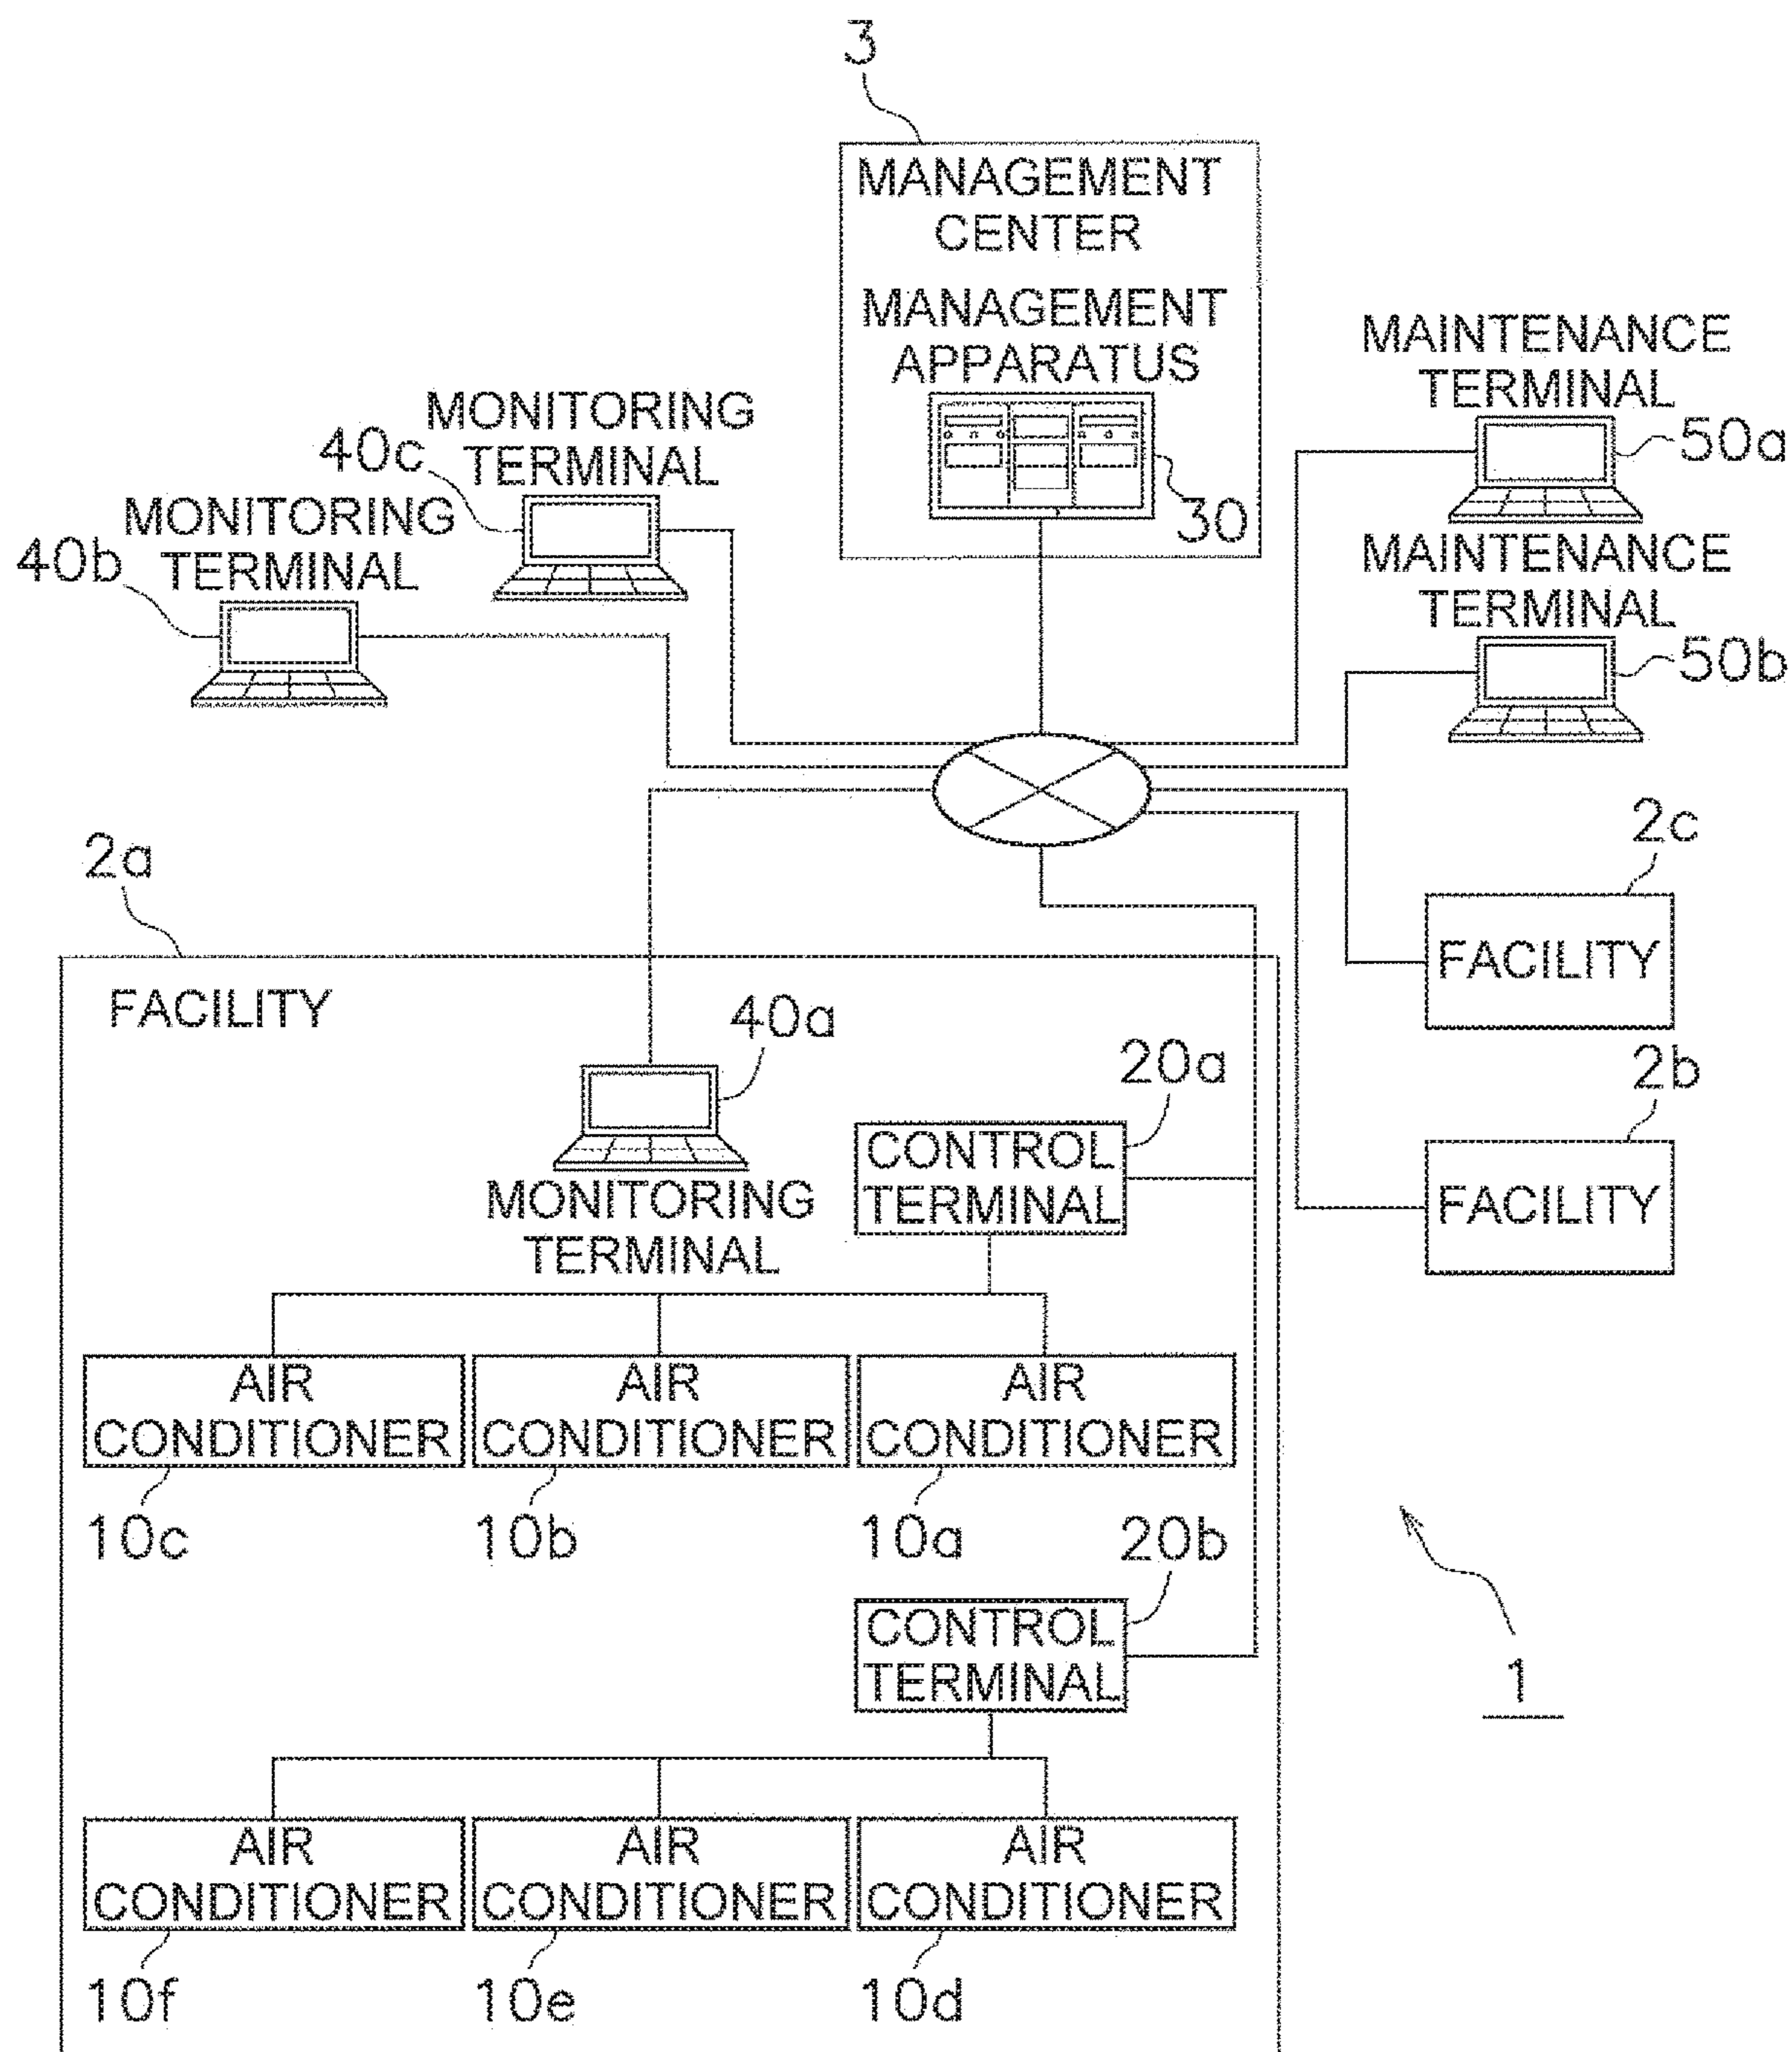 3
MANAGEMENT
CENTER
MANAGEMENT
APPARATUS
30
MONITORING
TERMINAL
40c
MONITORING
TERMINAL
40b
MAINTENANCE
TERMINAL
50a
MAINTENANCE
TERMINAL
50b
2c
FACILITY
2b
FACILITY
2a
FACILITY
40a
MONITORING
TERMINAL
20a
CONTROL
TERMINAL
AIR
CONDITIONER
10c
AIR
CONDITIONER
10b
AIR
CONDITIONER
10a
20b
CONTROL
TERMINAL
AIR
CONDITIONER
10f
AIR
CONDITIONER
10e
AIR
CONDITIONER
10d
1